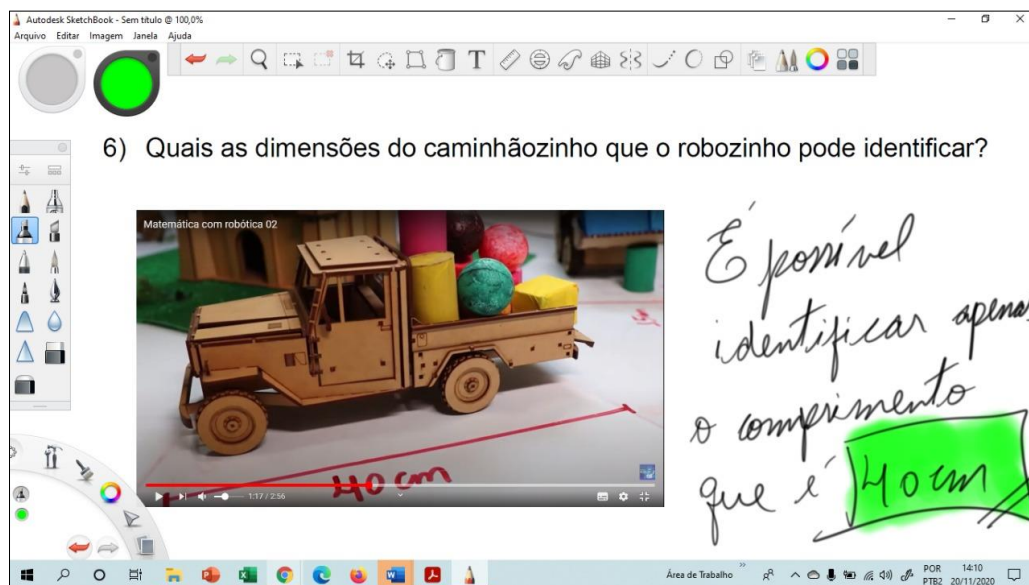 Autodesk SketchBook - Sem título @ 100,0%
Arquivo Editar Imagem Janela Ajuda
6) Quais as dimensões do caminhãozinho que o robozinho pode identificar?
Matemática com robótica 02
40 cm
1:17 / 2:56
É possível
identificar apenas
o comprimento
que é 40 cm
Área de Trabalho
POR
PTB2
14:10
20/11/2020